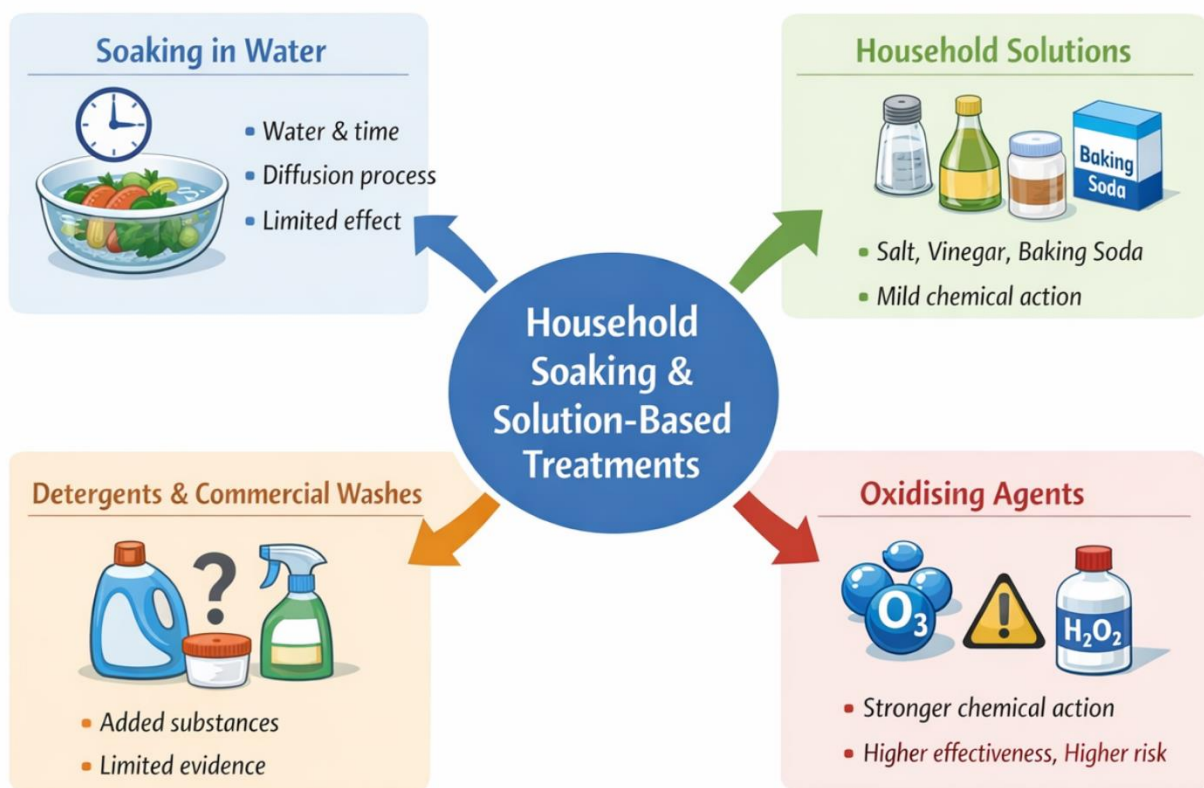 Soaking in Water
• Water & time
• Diffusion process
• Limited effect
Household Solutions
Baking
Soda
• Salt, Vinegar, Baking Soda
• Mild chemical action
Household
Soaking &
Solution-Based
Treatments
Detergents & Commercial Washes
?
• Added substances
• Limited evidence
Oxidising Agents
O₃
!
H₂O₂
• Stronger chemical action
• Higher effectiveness, Higher risk